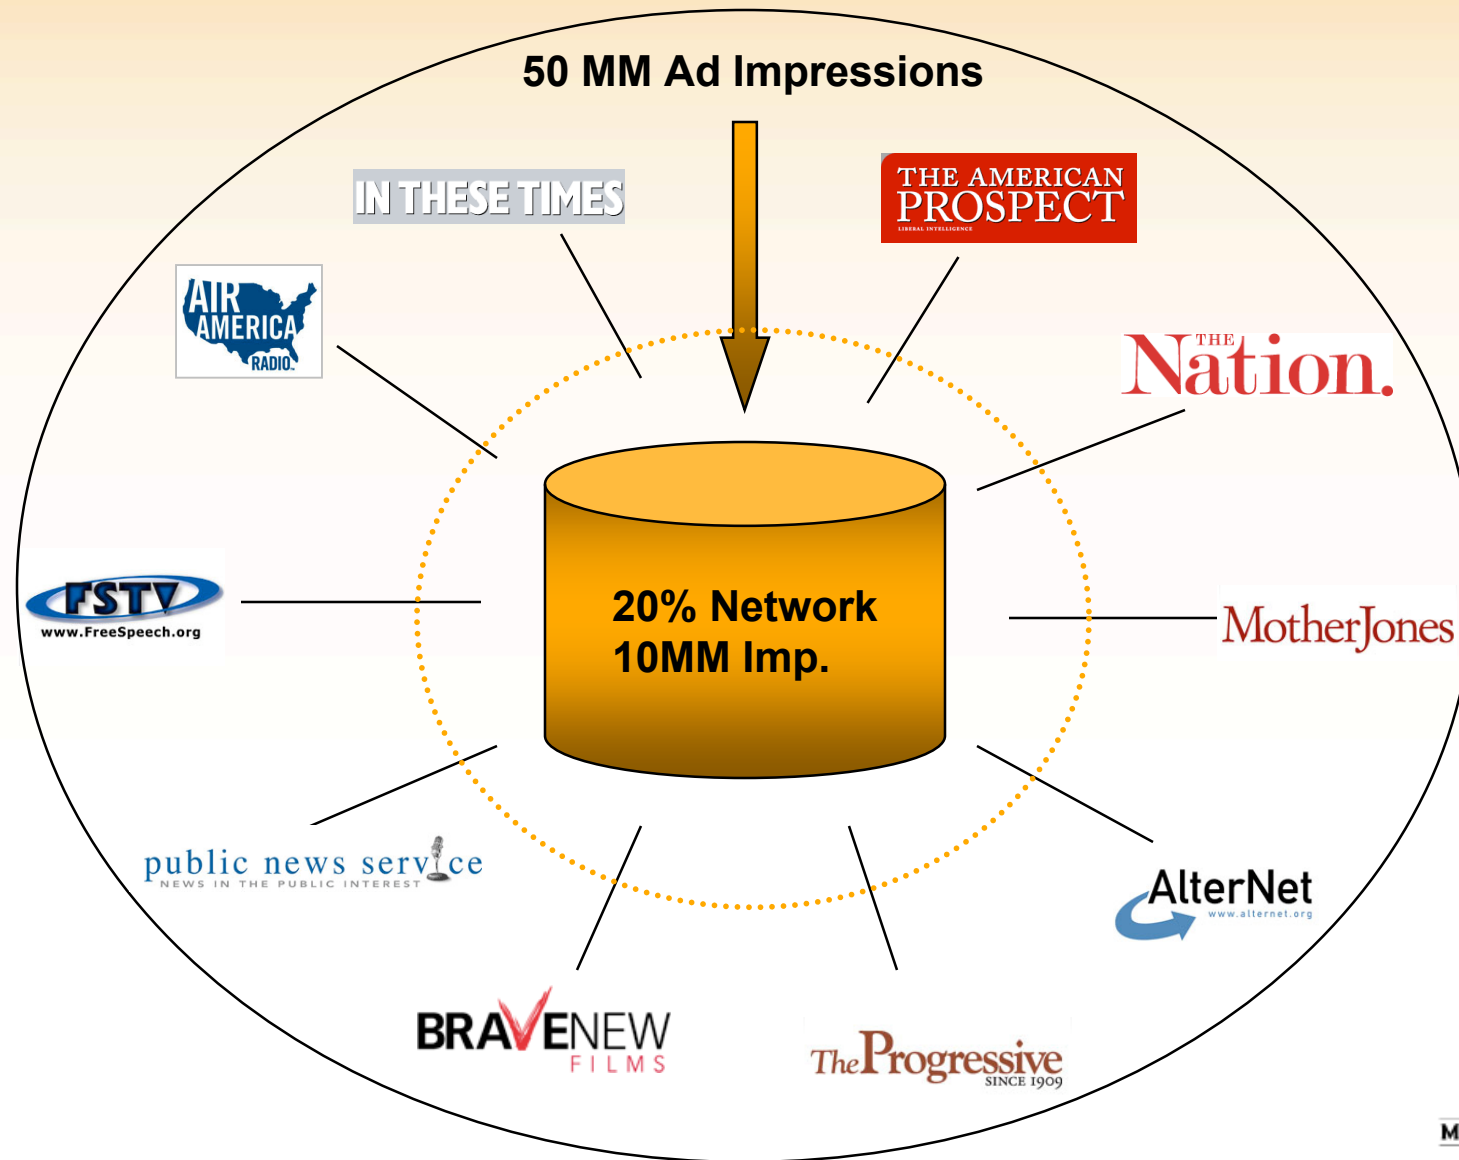 50 MM Ad Impressions
IN THESE TIMES
THE AMERICAN
PROSPECT
LIBERAL INTELLIGENCE
AIR
AMERICA
RADIO
THE
Nation.
FSTV
www.FreeSpeech.org
20% Network
10MM Imp.
MotherJones
public news service
NEWS IN THE PUBLIC INTEREST
AlterNet
www.alternet.org
BRAVENEW
FILMS
The Progressive
SINCE 1909